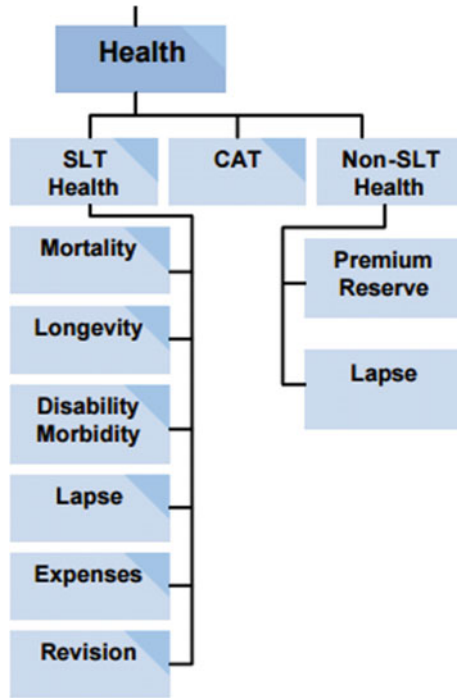 Health
SLT
Health
CAT
Non-SLT
Health
Mortality
Longevity
Disability
Morbidity
Lapse
Expenses
Revision
Premium
Reserve
Lapse